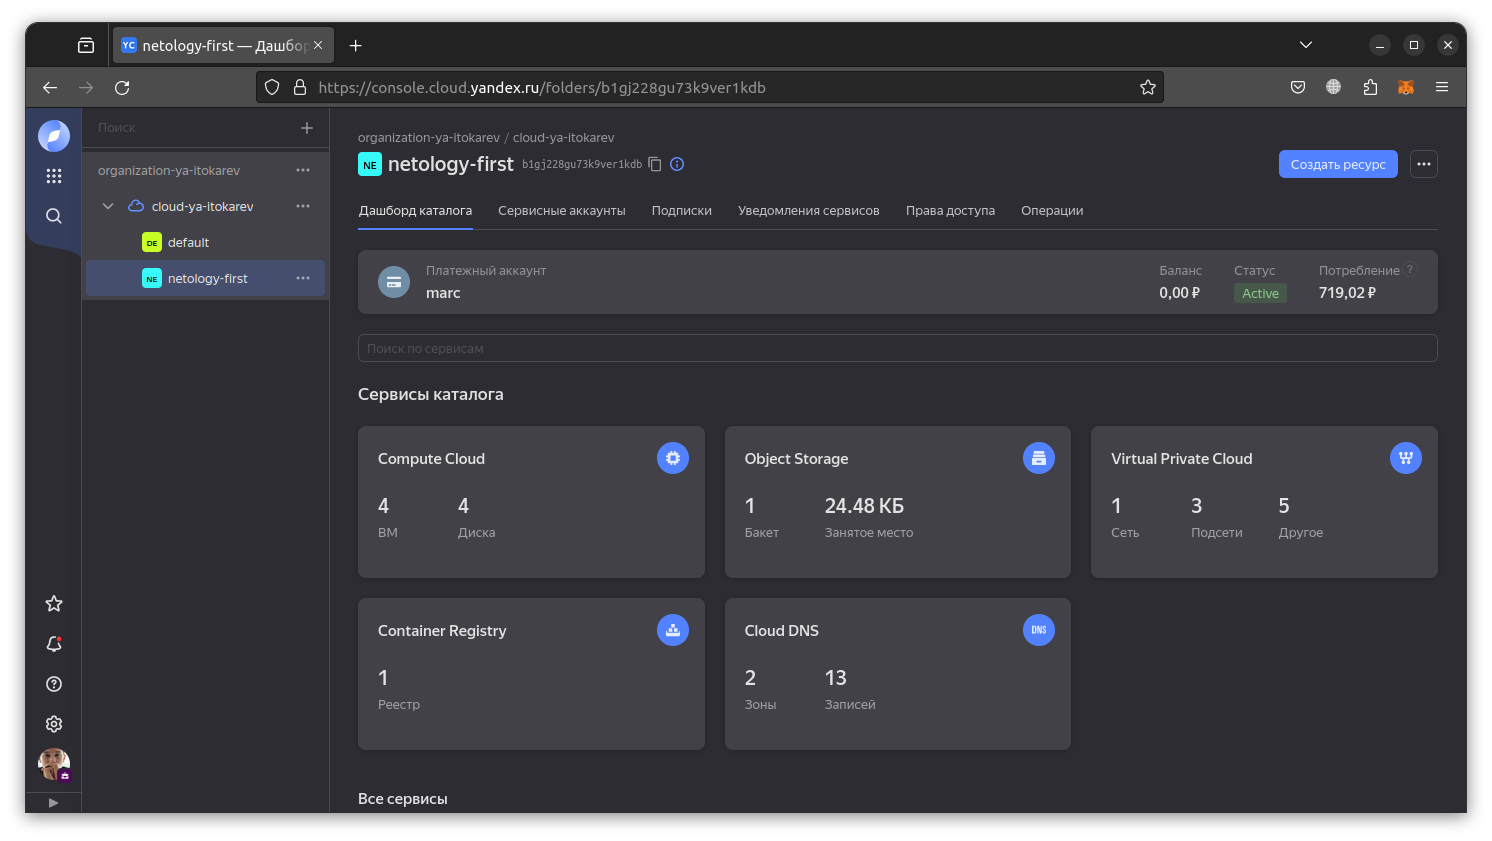 YC netology-first — Дашбор
https://console.cloud.yandex.ru/folders/b1gj228gu73k9ver1kdb
Поиск
organization-ya-itokarev
cloud-ya-itokarev
DE default
NE netology-first
organization-ya-itokarev / cloud-ya-itokarev
NE netology-first b1gj228gu73k9ver1kdb
Создать ресурс
Дашборд каталога Сервисные аккаунты Подписки Уведомления сервисов Права доступа Операции
Платежный аккаунт Баланс Статус Потребление ?
marc 0,00 ₽ Active 719,02 ₽
Поиск по сервисам
Сервисы каталога
Compute Cloud
4 4
ВМ Диска
Object Storage
1 24.48 КБ
Бакет Занятое место
Virtual Private Cloud
1 3 5
Сеть Подсети Другое
Container Registry
1
Реестр
Cloud DNS
DNS
2 13
Зоны Записей
Все сервисы